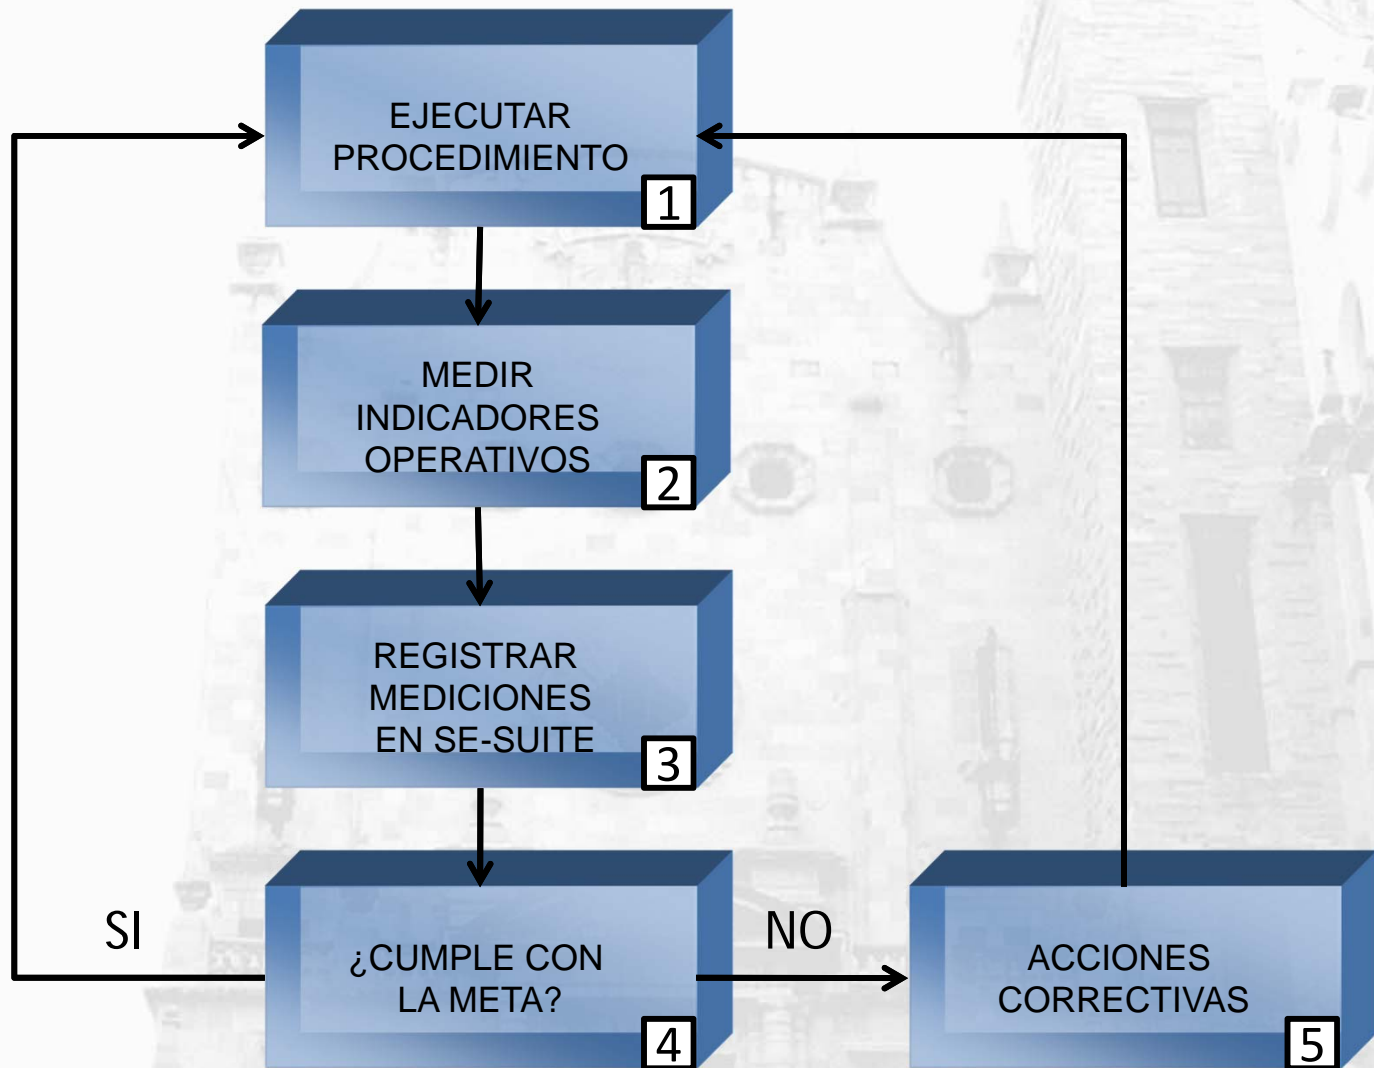 EJECUTAR
PROCEDIMIENTO
1
MEDIR
INDICADORES
OPERATIVOS
2
REGISTRAR
MEDICIONES
EN SE-SUITE
3
SI
¿CUMPLE CON
LA META?
4
NO
ACCIONES
CORRECTIVAS
5